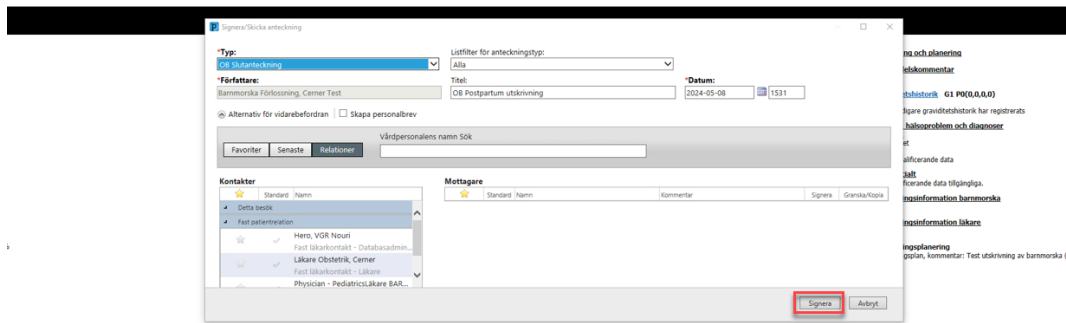 Signera/Skicka anteckning
*Typ:
Listfilter för anteckningstyp:
OB Slutanteckning
Alla
*Författare:
Titel:
*Datum:
Barnmorska Förlossning, Cerner Test
OB Postpartum utskrivning
2024-05-08
1531
Alternativ för vidarebefordran
Skapa personalbrev
Vårdpersonalens namn Sök
Favoriter
Senaste
Relationer
Kontakter
Standard Namn
Detta besök
Fast patientrelation
Hero, VGR Nouri
Fast läkarkontakt - Databasadmin...
Läkare Obstetrik, Cerner
Fast läkarkontakt - Läkare
Physician - PediatricsLäkare BAR...
Mottagare
Standard Namn Kommentar Signera Granska/Kopia
Signera
Avbryt
ng och planering
elskommentar
tshistorik G1 P0(0,0,0,0)
digare graviditetshistorik har registrerats
hälsoproblem och diagnoser
et
alificerande data
ialt
ficerande data tillgängliga.
ngsinformation barnmorska
ngsinformation läkare
ingsplanering
gsplan, kommentar: Test utskrivning av barnmorska (